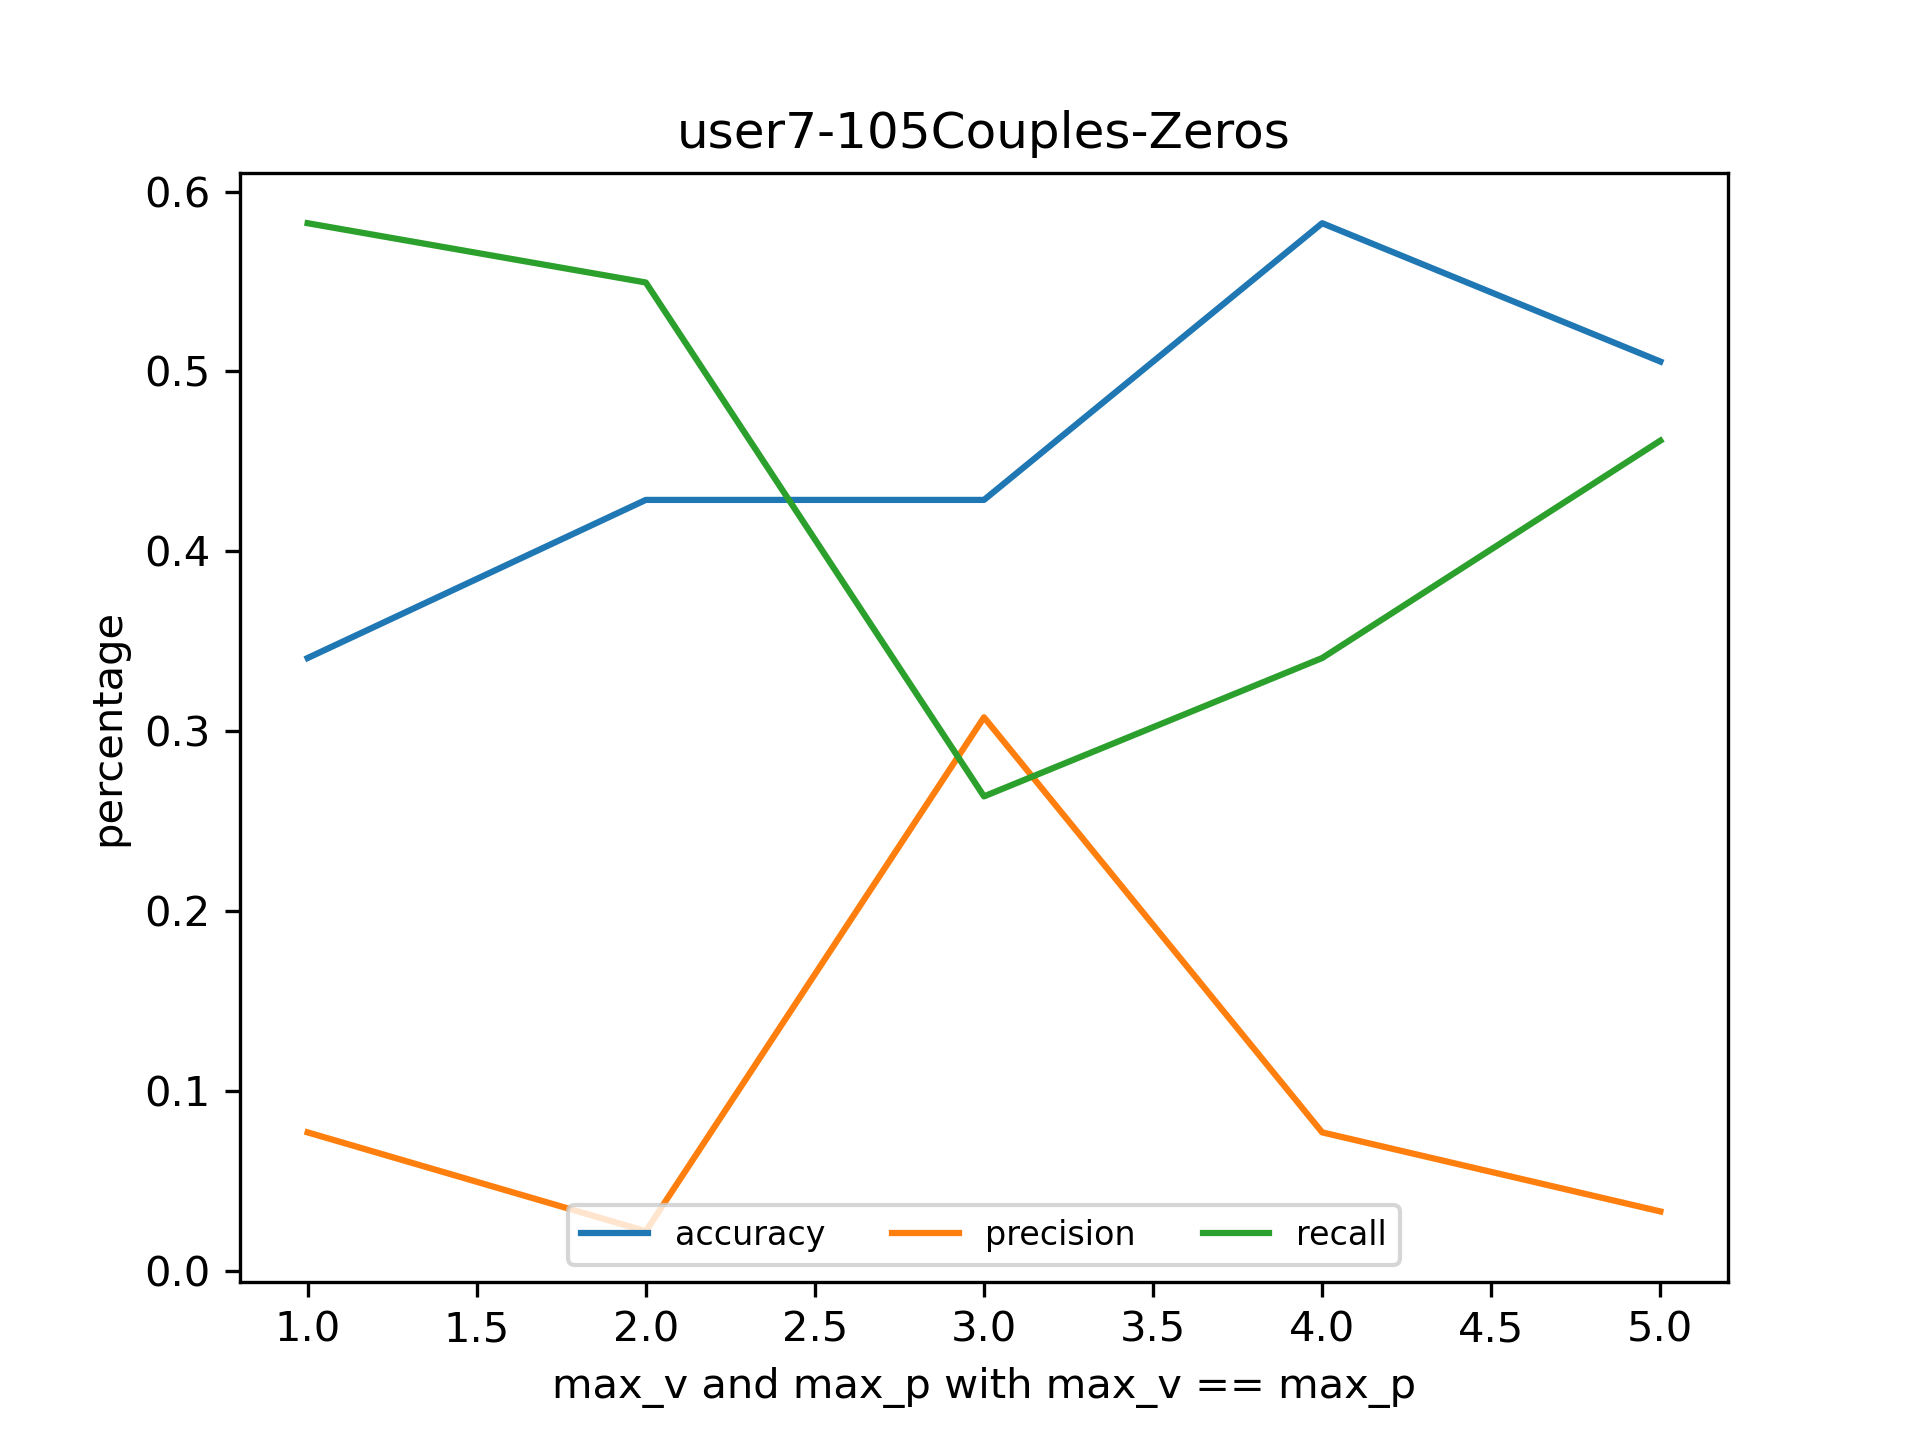 user7-105Couples-Zeros
0.6
0.5
0.4
0.3
0.2
0.1
0.0
percentage
accuracy precision recall
1.0 1.5 2.0 2.5 3.0 3.5 4.0 4.5 5.0
max_v and max_p with max_v == max_p